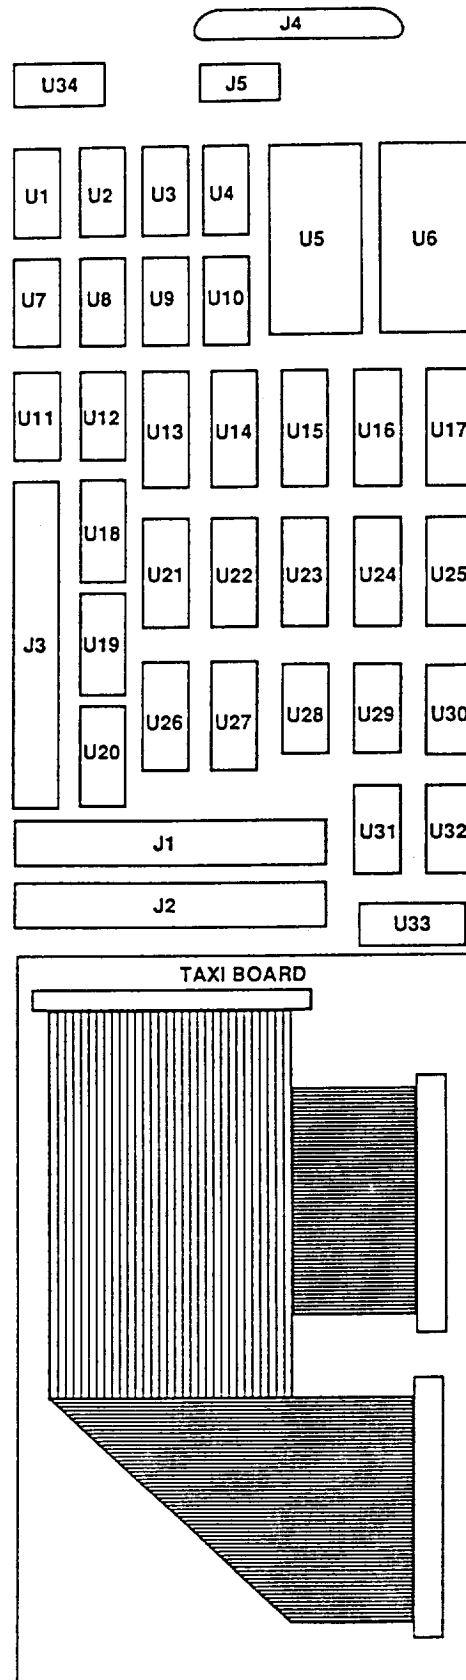 J4
U34 J5
U1 U2 U3 U4 U5 U6
U7 U8 U9 U10
U11 U12 U13 U14 U15 U16 U17
U18
U21 U22 U23 U24 U25
J3 U19
U26 U27 U28 U29 U30
U20
J1 U31 U32
J2 U33
TAXI BOARD